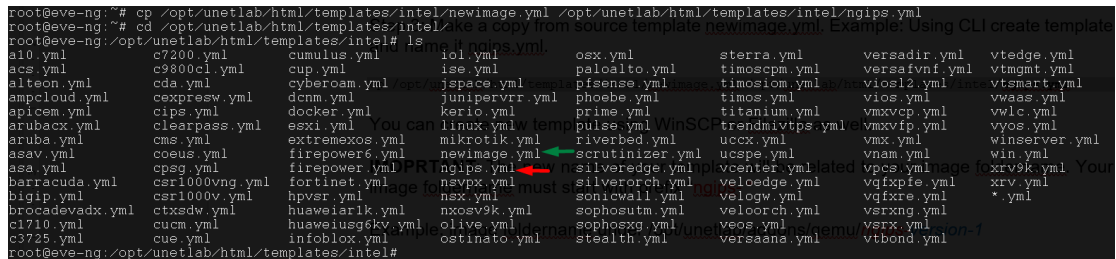 root@eve-ng:~# cp /opt/unetlab/html/templates/intel/newimage.yml /opt/unetlab/html/templates/intel/ngips.yml
root@eve-ng:~# cd /opt/unetlab/html/templates/intel/
root@eve-ng:/opt/unetlab/html/templates/intel# ls
a10.yml c7200.yml cumulus.yml iol.yml osx.yml sterra.yml versadir.yml vtedge.yml
acs.yml c9800cl.yml cup.yml ise.yml paloalto.yml timoscpm.yml versafvnf.yml vtmgmt.yml
alteon.yml cda.yml cyberoam.yml jspace.yml pfsense.yml timosiom.yml viosl2.yml vtsmart.yml
ampcloud.yml cexpresw.yml dcnm.yml junipervrr.yml phoebe.yml timos.yml vios.yml vwaas.yml
apicem.yml cips.yml docker.yml kerio.yml prime.yml titanium.yml vmxvcp.yml vwlc.yml
arubacx.yml clearpass.yml esxi.yml linux.yml pulse.yml trendmivtps.yml vmxvfp.yml vyos.yml
aruba.yml cms.yml extremexos.yml mikrotik.yml riverbed.yml uccx.yml vmx.yml winserver.yml
asav.yml coeus.yml firepower6.yml newimage.yml scrutinizer.yml ucspe.yml vnam.yml win.yml
asa.yml cpsg.yml firepower.yml ngips.yml silveredge.yml vcenter.yml vpcs.yml xrv9k.yml
barracuda.yml csr1000vng.yml fortinet.yml nsvpx.yml silverorch.yml veloedge.yml vqfxpfe.yml xrv.yml
bigip.yml csr1000v.yml hpvsr.yml nsx.yml sonicwall.yml velogw.yml vqfxre.yml *.yml
brocadevadx.yml ctxsdw.yml huaweiar1k.yml nxosv9k.yml sophosutm.yml veloorch.yml vsrxng.yml
c1710.yml cucm.yml huaweiusg6kv.yml olive.yml sophosxg.yml versaana.yml vsrx.yml
c3725.yml cue.yml infoblox.yml ostinato.yml stealth.yml versaana.yml vtbond.yml
root@eve-ng:/opt/unetlab/html/templates/intel#